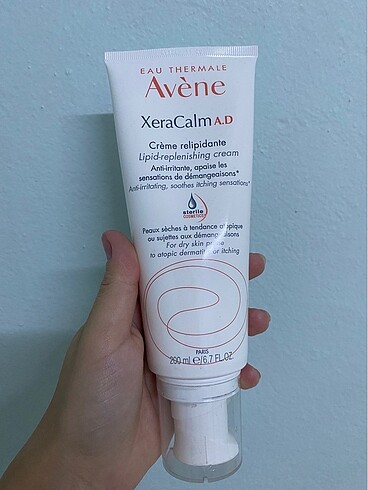 EAU THERMALE
Avène
XeraCalm A.D
Crème relipidante
Lipid-replenishing cream
Anti-irritante, apaise les
sensations de démangeaisons*
Anti-irritating, soothes itching sensations*
sterile
COSMETICS
Peaux sèches à tendance atopique
ou sujettes aux démangeaisons
For dry skin prone
to atopic dermatitis or itching
PARIS
200 ml e/6.7 FL.OZ.